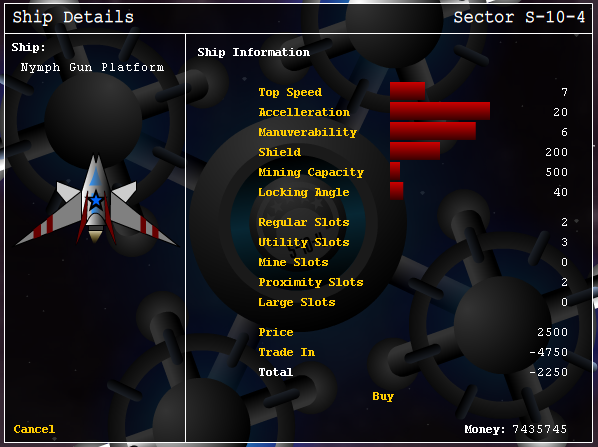 Ship Details
Sector S-10-4
Ship:
Nymph Gun Platform
Ship Information
Top Speed 7
Accelleration 20
Manuverability 6
Shield 200
Mining Capacity 500
Locking Angle 40
Regular Slots 2
Utility Slots 3
Mine Slots 0
Proximity Slots 2
Large Slots 0
Price 2500
Trade In -4750
Total -2250
Buy
Cancel
Money: 7435745